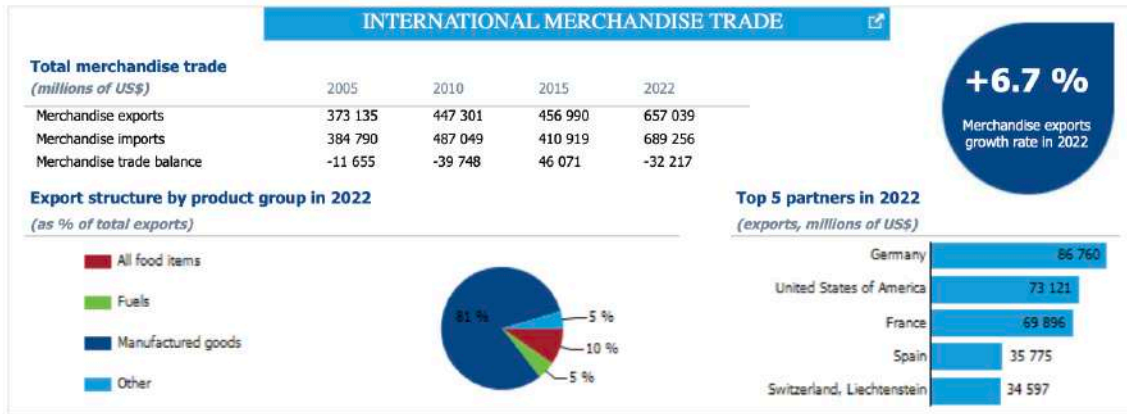 INTERNATIONAL MERCHANDISE TRADE
Total merchandise trade
(millions of US$) 2005 2010 2015 2022
Merchandise exports 373 135 447 301 456 990 657 039
Merchandise imports 384 790 487 049 410 919 689 256
Merchandise trade balance -11 655 -39 748 46 071 -32 217
+6.7 %
Merchandise exports
growth rate in 2022
Export structure by product group in 2022
(as % of total exports)
All food items
Fuels
Manufactured goods
Other
81 %
5 %
10 %
5 %
Top 5 partners in 2022
(exports, millions of US$)
Germany 86 760
United States of America 73 121
France 69 896
Spain 35 775
Switzerland, Liechtenstein 34 597